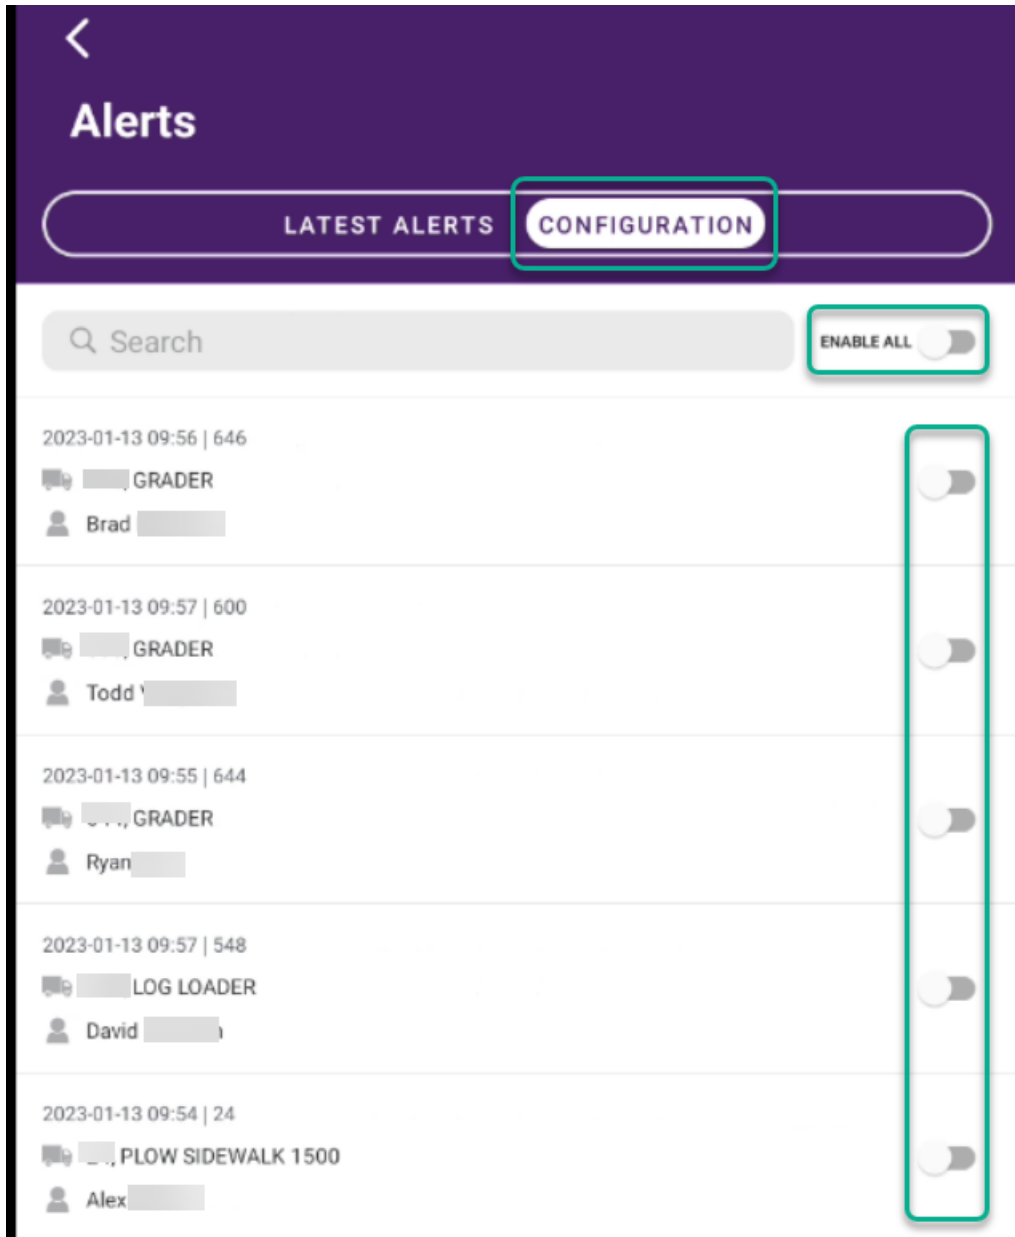 Alerts
LATEST ALERTS CONFIGURATION
Search ENABLE ALL
2023-01-13 09:56 | 646
GRADER
Brad
2023-01-13 09:57 | 600
GRADER
Todd
2023-01-13 09:55 | 644
GRADER
Ryan
2023-01-13 09:57 | 548
LOG LOADER
David
2023-01-13 09:54 | 24
, PLOW SIDEWALK 1500
Alex